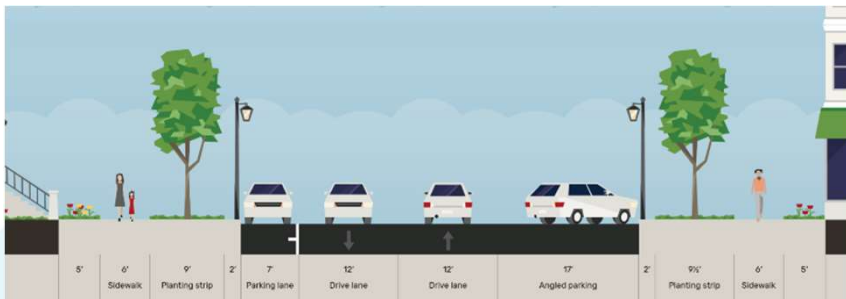 5' 6' 9' 2' 7' 12' 12' 17' 2' 9½' 6' 5'
Sidewalk Planting strip Parking lane Drive lane Drive lane Angled parking Planting strip Sidewalk